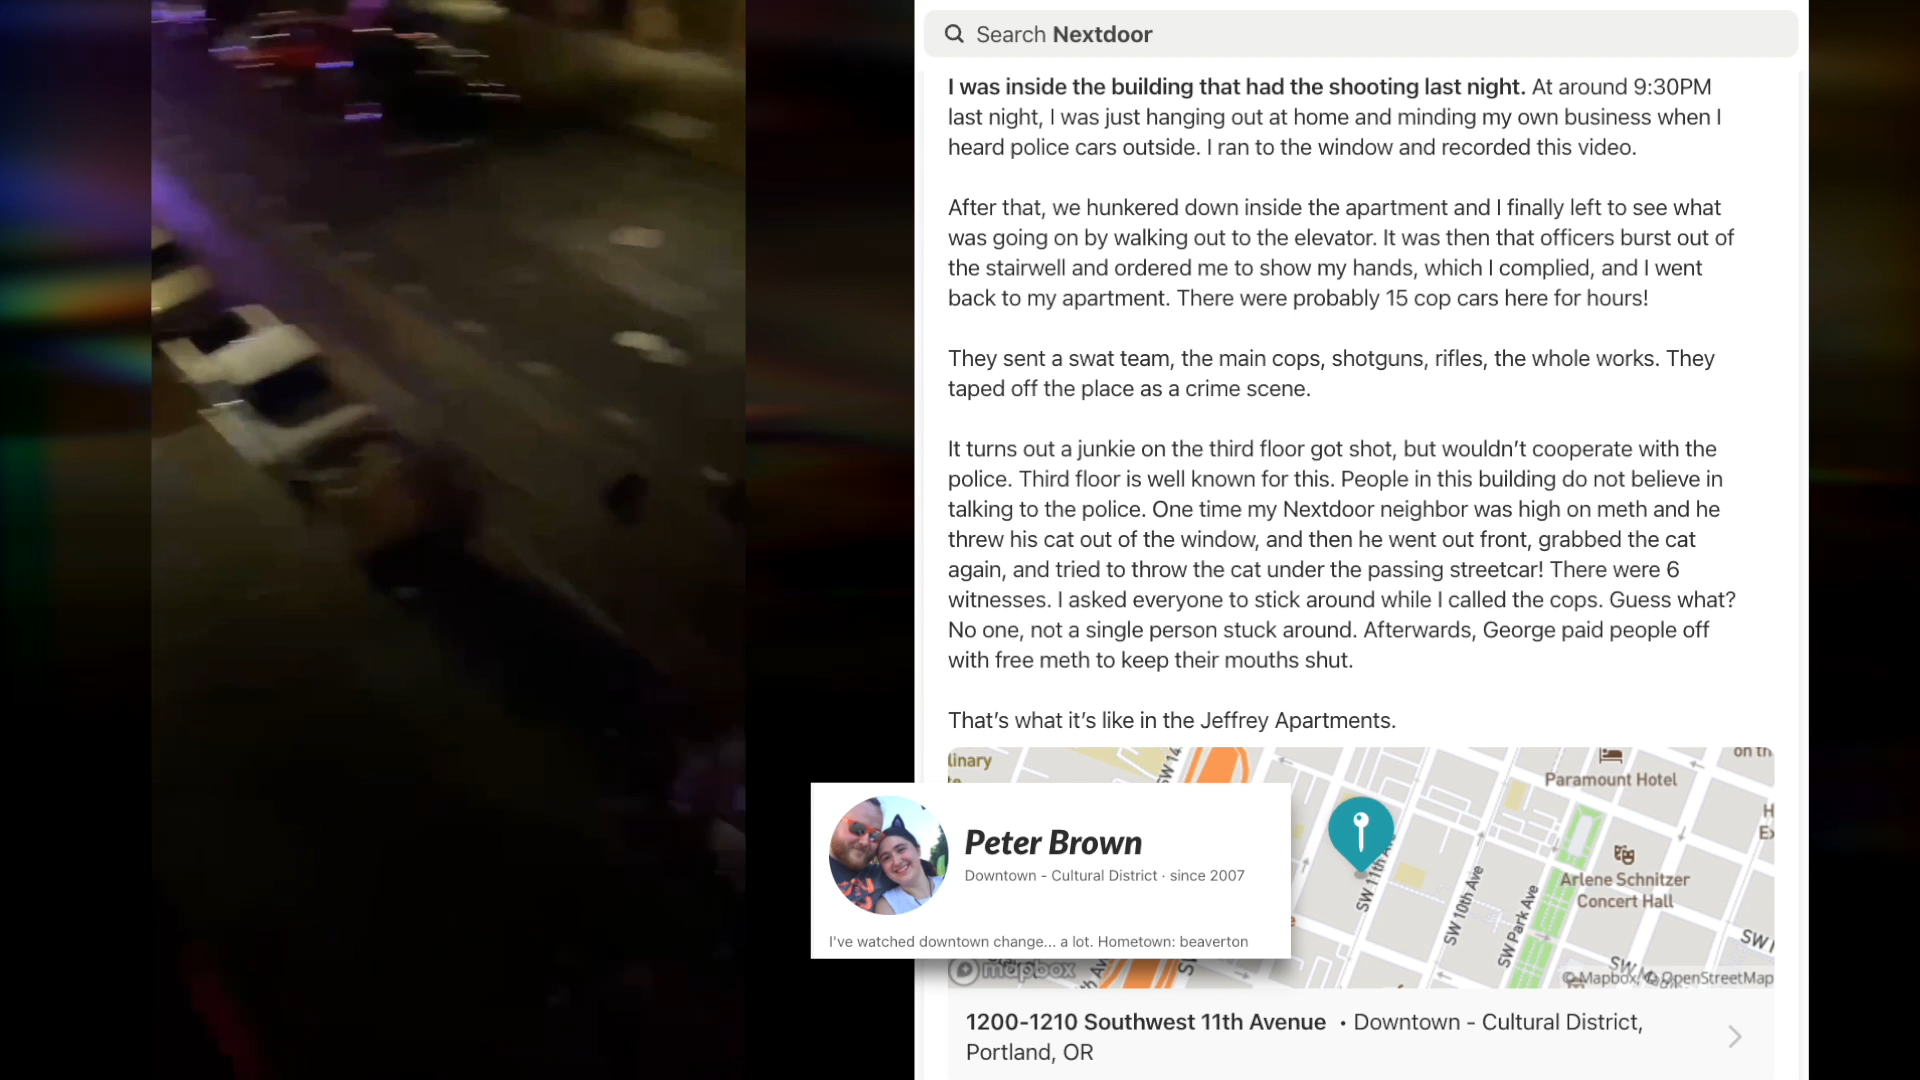 Search Nextdoor
I was inside the building that had the shooting last night. At around 9:30PM
last night, I was just hanging out at home and minding my own business when I
heard police cars outside. I ran to the window and recorded this video.
After that, we hunkered down inside the apartment and I finally left to see what
was going on by walking out to the elevator. It was then that officers burst out of
the stairwell and ordered me to show my hands, which I complied, and I went
back to my apartment. There were probably 15 cop cars here for hours!
They sent a swat team, the main cops, shotguns, rifles, the whole works. They
taped off the place as a crime scene.
It turns out a junkie on the third floor got shot, but wouldn’t cooperate with the
police. Third floor is well known for this. People in this building do not believe in
talking to the police. One time my Nextdoor neighbor was high on meth and he
threw his cat out of the window, and then he went out front, grabbed the cat
again, and tried to throw the cat under the passing streetcar! There were 6
witnesses. I asked everyone to stick around while I called the cops. Guess what?
No one, not a single person stuck around. Afterwards, George paid people off
with free meth to keep their mouths shut.
That’s what it’s like in the Jeffrey Apartments.
linary
SW 14
on th
Paramount Hotel
Arlene Schnitzer
Concert Hall
SW 11th Av
SW 10th Ave
SW Park Ave
Peter Brown
Downtown - Cultural District · since 2007
I've watched downtown change... a lot. Hometown: beaverton
mapbox
© Mapbox, © OpenStreetMap
1200-1210 Southwest 11th Avenue • Downtown - Cultural District,
Portland, OR